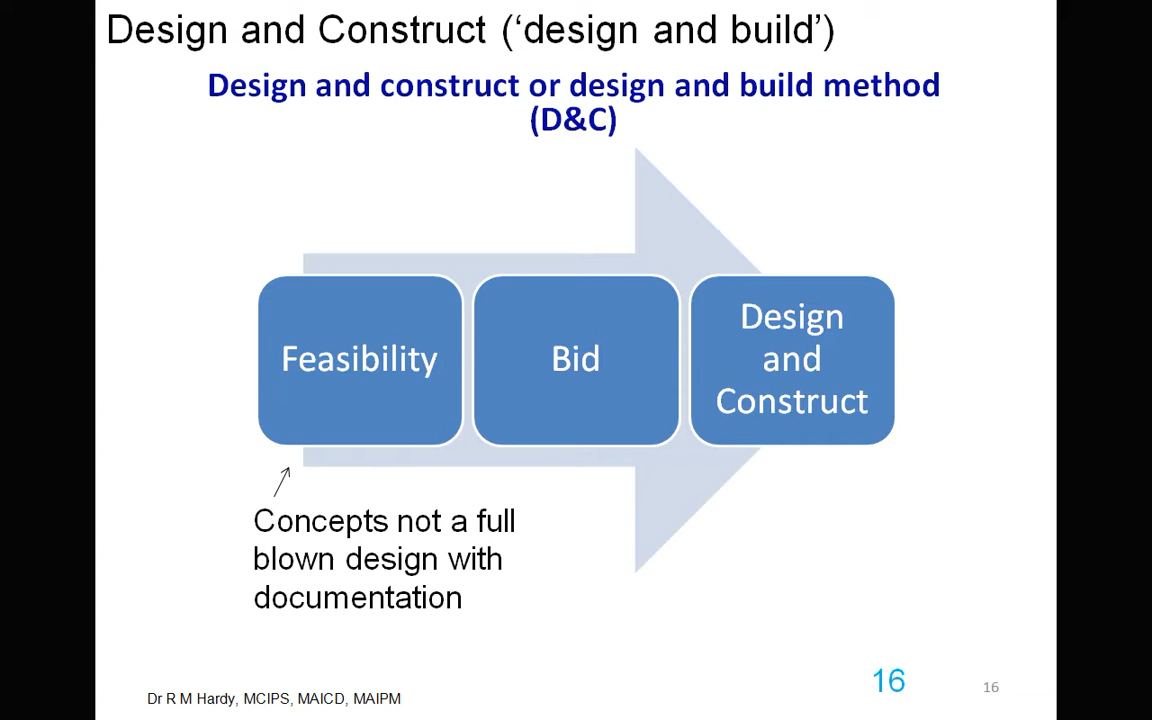 Design and Construct (‘design and build’)
Design and construct or design and build method
(D&C)
Feasibility
Bid
Design
and
Construct
Concepts not a full
blown design with
documentation
Dr R M Hardy, MCIPS, MAICD, MAIPM
16
16